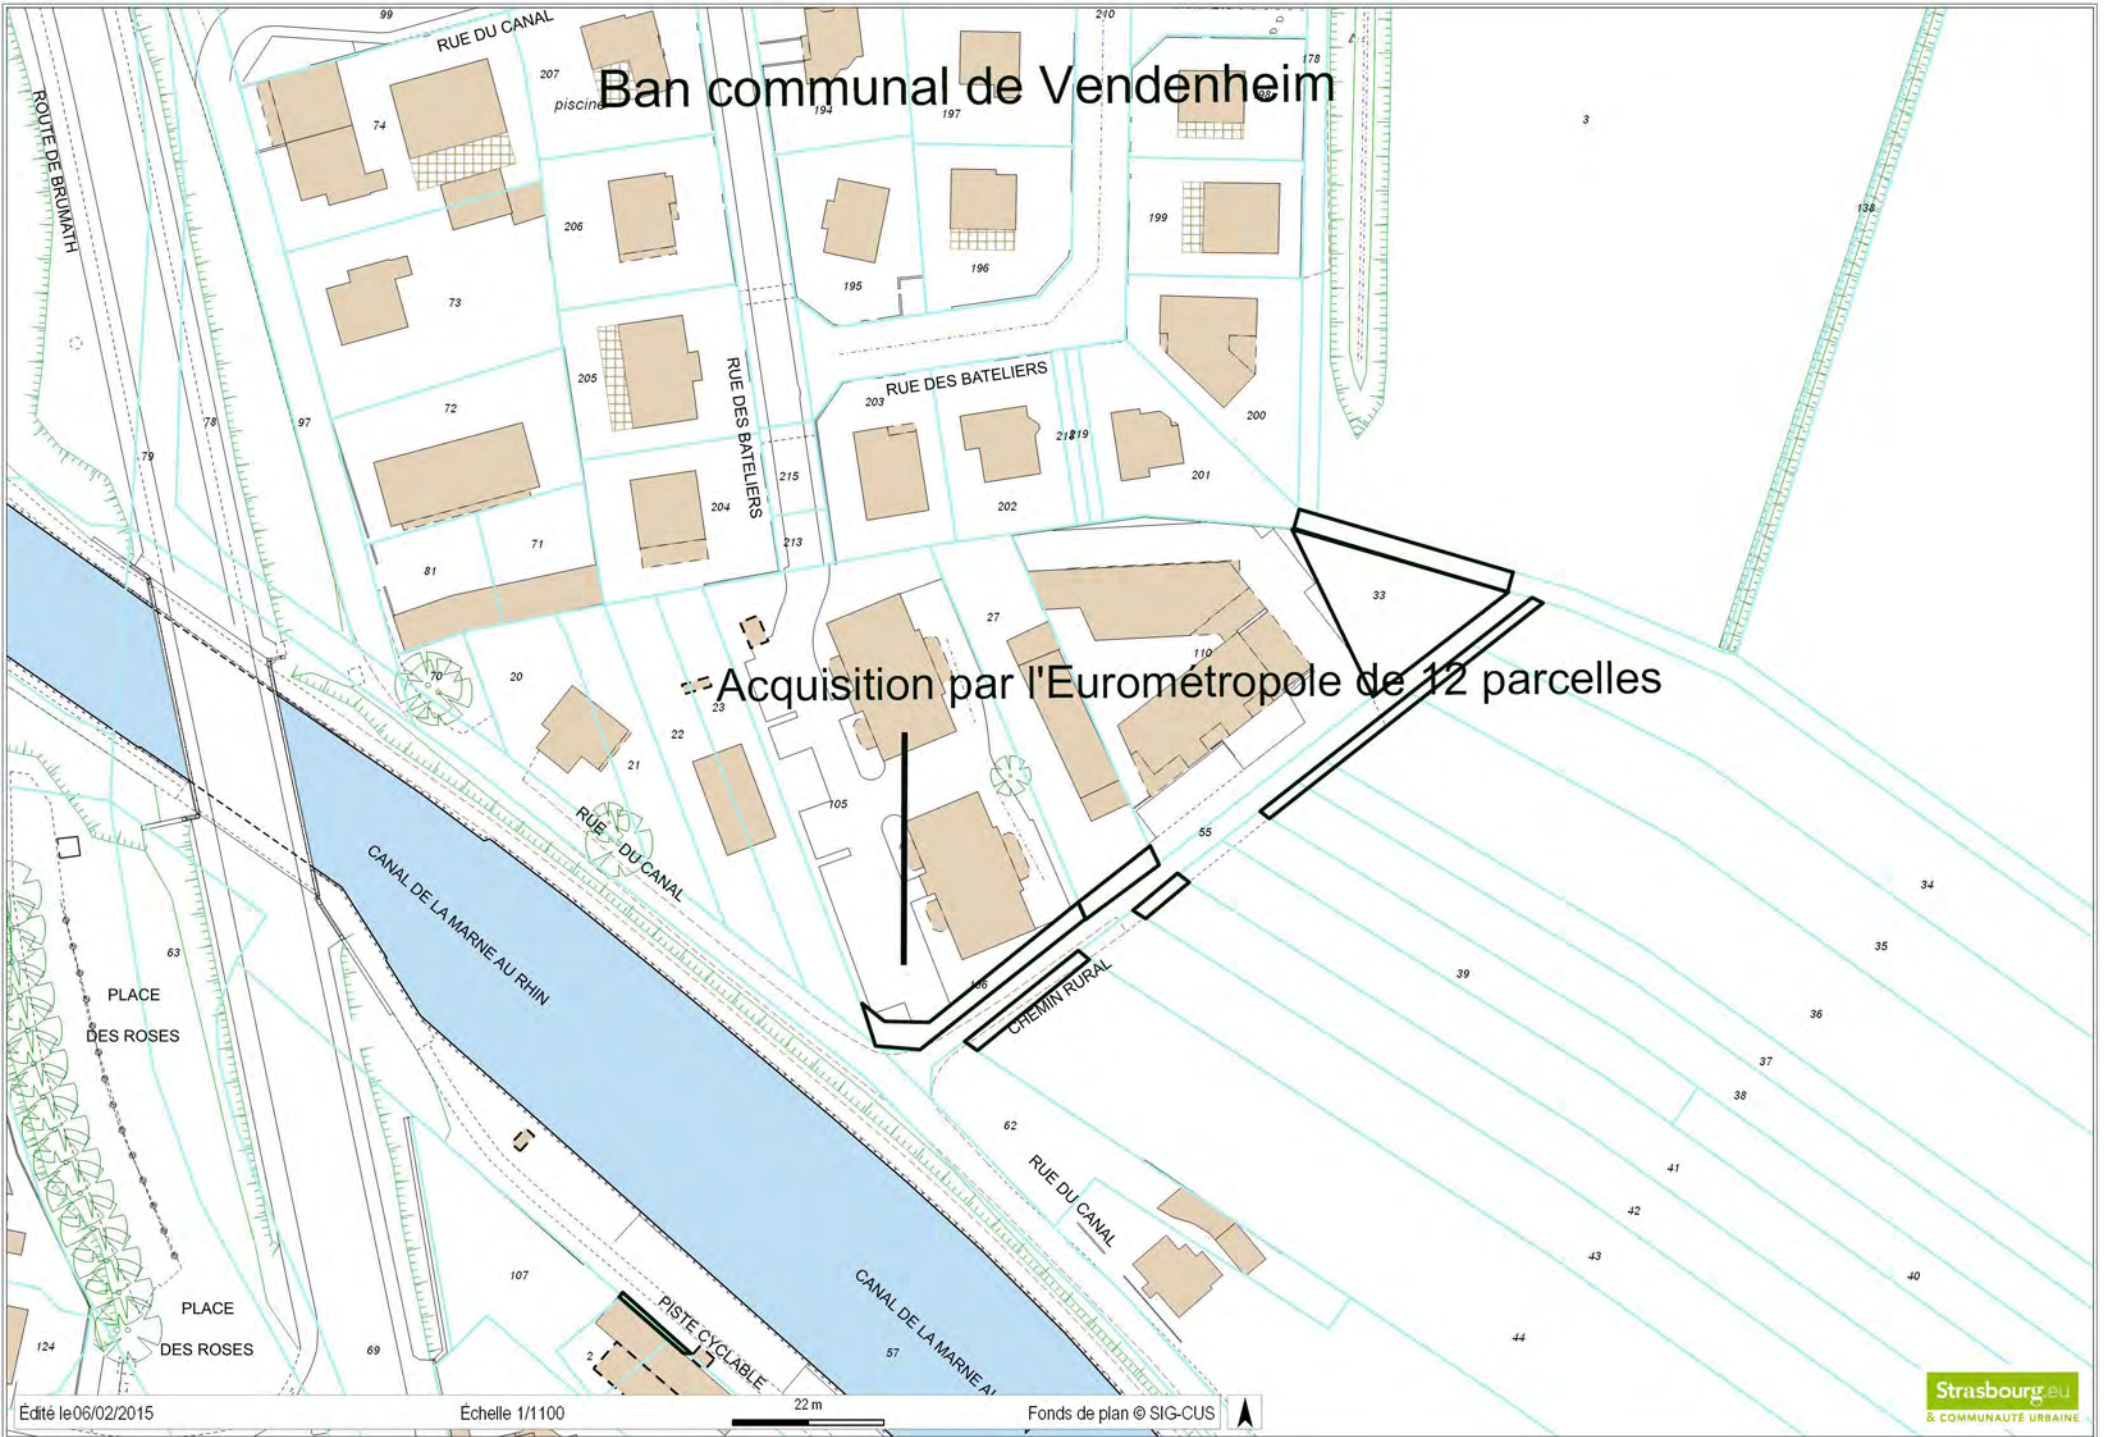 99
RUE DU CANAL
207
piscine
210
178
Ban communal de Vendenheim
ROUTE DE BRUMATH
74
194
197
3
138
206
199
195
196
73
205
RUE DES BATELIERS
RUE DES BATELIERS
203
72
97
78
79
200
219
201
215
204
202
213
71
81
33
27
110
70
20
Acquisition par l'Eurométropole de 12 parcelles
23
22
21
105
55
RUE DU CANAL
CANAL DE LA MARNE AU RHIN
34
35
39
36
63
PLACE
DES ROSES
CHEMIN RURAL
37
38
62
RUE DU CANAL
41
42
43
40
107
CANAL DE LA MARNE AU
PISTE CYCLABLE
PLACE
DES ROSES
124
69
2
57
44
Édité le06/02/2015
Échelle 1/1100
22 m
Fonds de plan © SIG-CUS
Strasbourg.eu
& COMMUNAUTÉ URBAINE